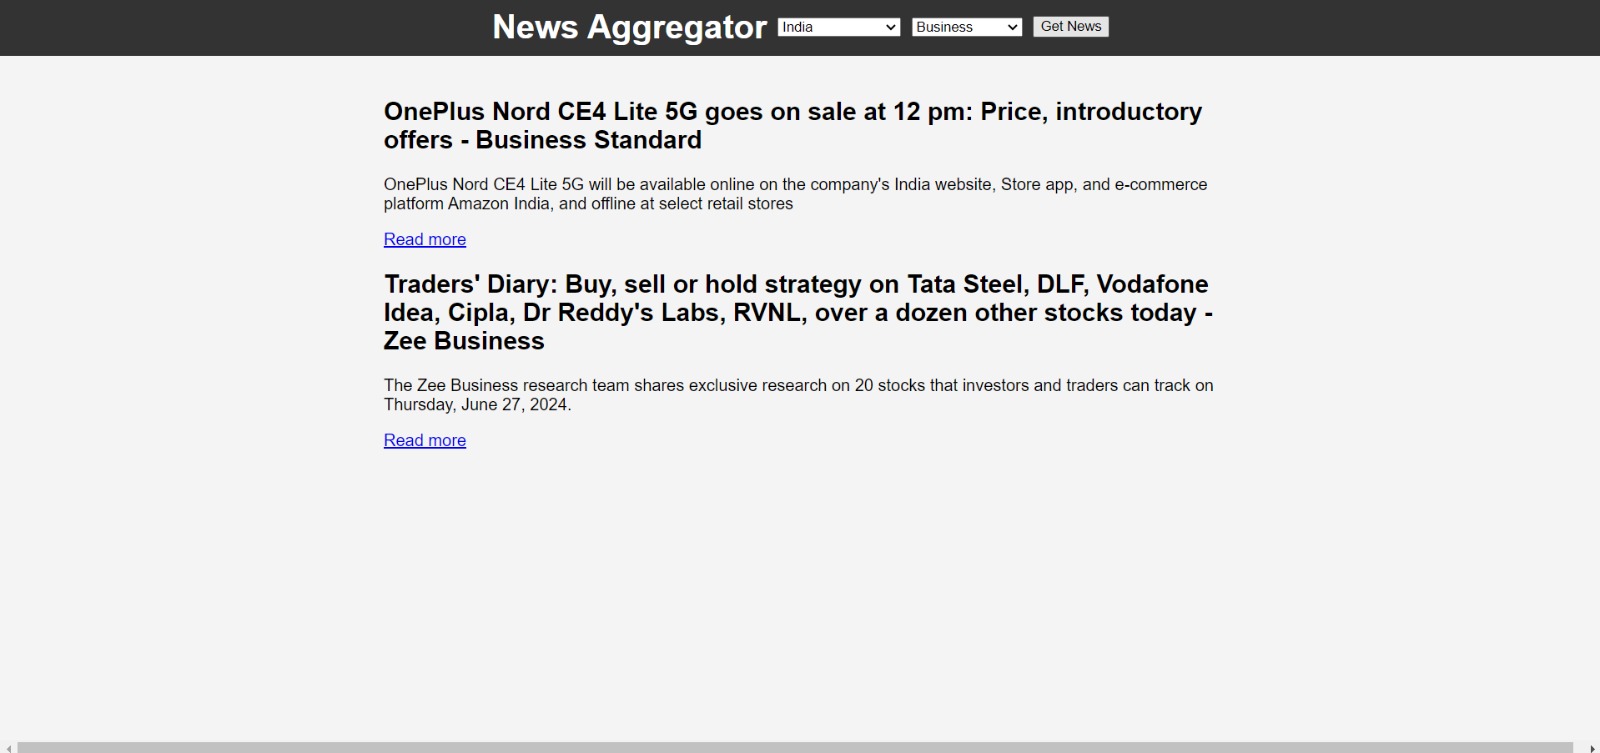 News Aggregator India Business Get News
OnePlus Nord CE4 Lite 5G goes on sale at 12 pm: Price, introductory
offers - Business Standard
OnePlus Nord CE4 Lite 5G will be available online on the company's India website, Store app, and e-commerce
platform Amazon India, and offline at select retail stores
Read more
Traders' Diary: Buy, sell or hold strategy on Tata Steel, DLF, Vodafone
Idea, Cipla, Dr Reddy's Labs, RVNL, over a dozen other stocks today -
Zee Business
The Zee Business research team shares exclusive research on 20 stocks that investors and traders can track on
Thursday, June 27, 2024.
Read more